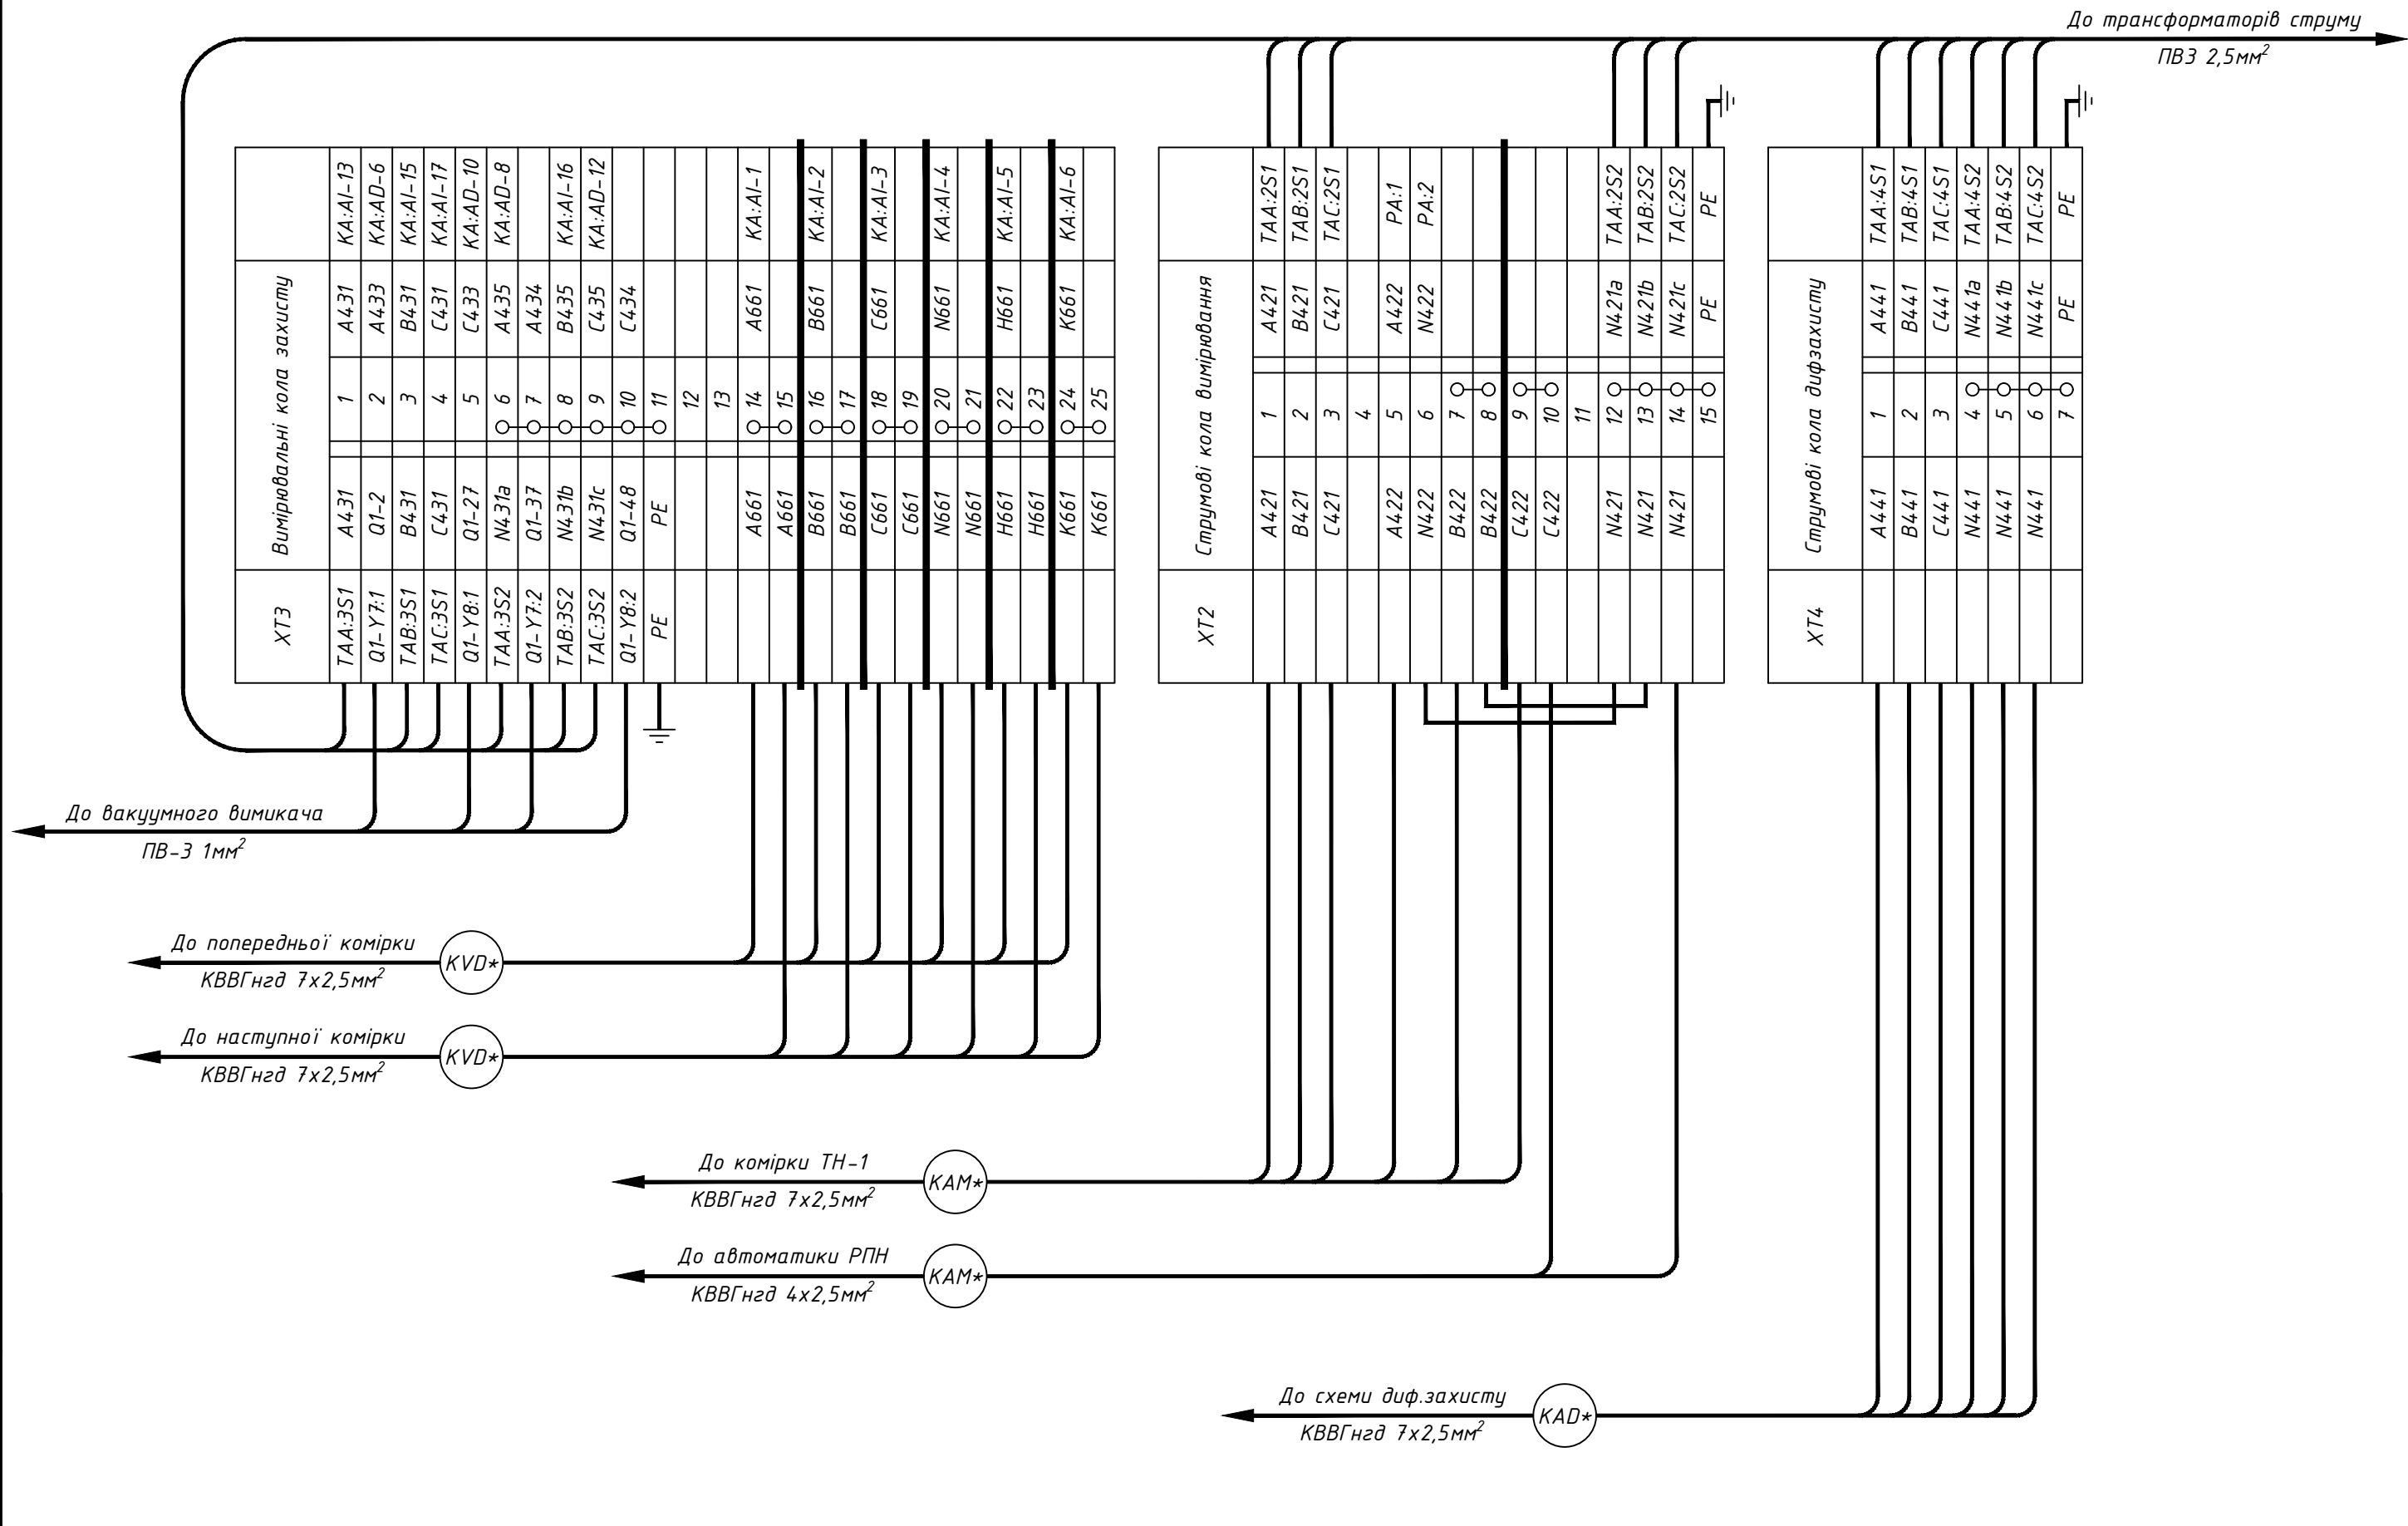 До трансформаторів струму
ПВ3 2,5мм²
XT3
Вимірювальні кола захисту
TAA:3S1 A431 1 A431 KA:AI-13
Q1-Y7:1 Q1-2 2 A433 KA:AD-6
TAB:3S1 B431 3 B431 KA:AI-15
TAC:3S1 C431 4 C431 KA:AI-17
Q1-Y8:1 Q1-27 5 C433 KA:AD-10
TAA:3S2 N431a 6 A435 KA:AD-8
Q1-Y7:2 Q1-37 7 A434
TAB:3S2 N431b 8 B435 KA:AI-16
TAC:3S2 N431c 9 C435 KA:AD-12
Q1-Y8:2 Q1-48 10 C434
PE PE 11
12
13
A661 14 A661 KA:AI-1
A661 15
B661 16 B661 KA:AI-2
B661 17
C661 18 C661 KA:AI-3
C661 19
N661 20 N661 KA:AI-4
N661 21
H661 22 H661 KA:AI-5
H661 23
K661 24 K661 KA:AI-6
K661 25
XT2
Струмові кола вимірювання
A421 1 A421 TAA:2S1
B421 2 B421 TAB:2S1
C421 3 C421 TAC:2S1
4
A422 5 A422 PA:1
N422 6 N422 PA:2
B422 7
B422 8
C422 9
C422 10
11
N421 12 N421a TAA:2S2
N421 13 N421b TAB:2S2
N421 14 N421c TAC:2S2
15 PE PE
XT4
Струмові кола дифзахисту
A441 1 A441 TAA:4S1
B441 2 B441 TAB:4S1
C441 3 C441 TAC:4S1
N441 4 N441a TAA:4S2
N441 5 N441b TAB:4S2
N441 6 N441c TAC:4S2
7 PE PE
До вакуумного вимикача
ПВ-3 1мм²
До попередньої комірки
KVD*
КВВГнгд 7х2,5мм²
До наступної комірки
KVD*
КВВГнгд 7х2,5мм²
До комірки ТН-1
KAM*
КВВГнгд 7х2,5мм²
До автоматики РПН
KAM*
КВВГнгд 4х2,5мм²
До схеми диф.захисту
KAD*
КВВГнгд 7х2,5мм²